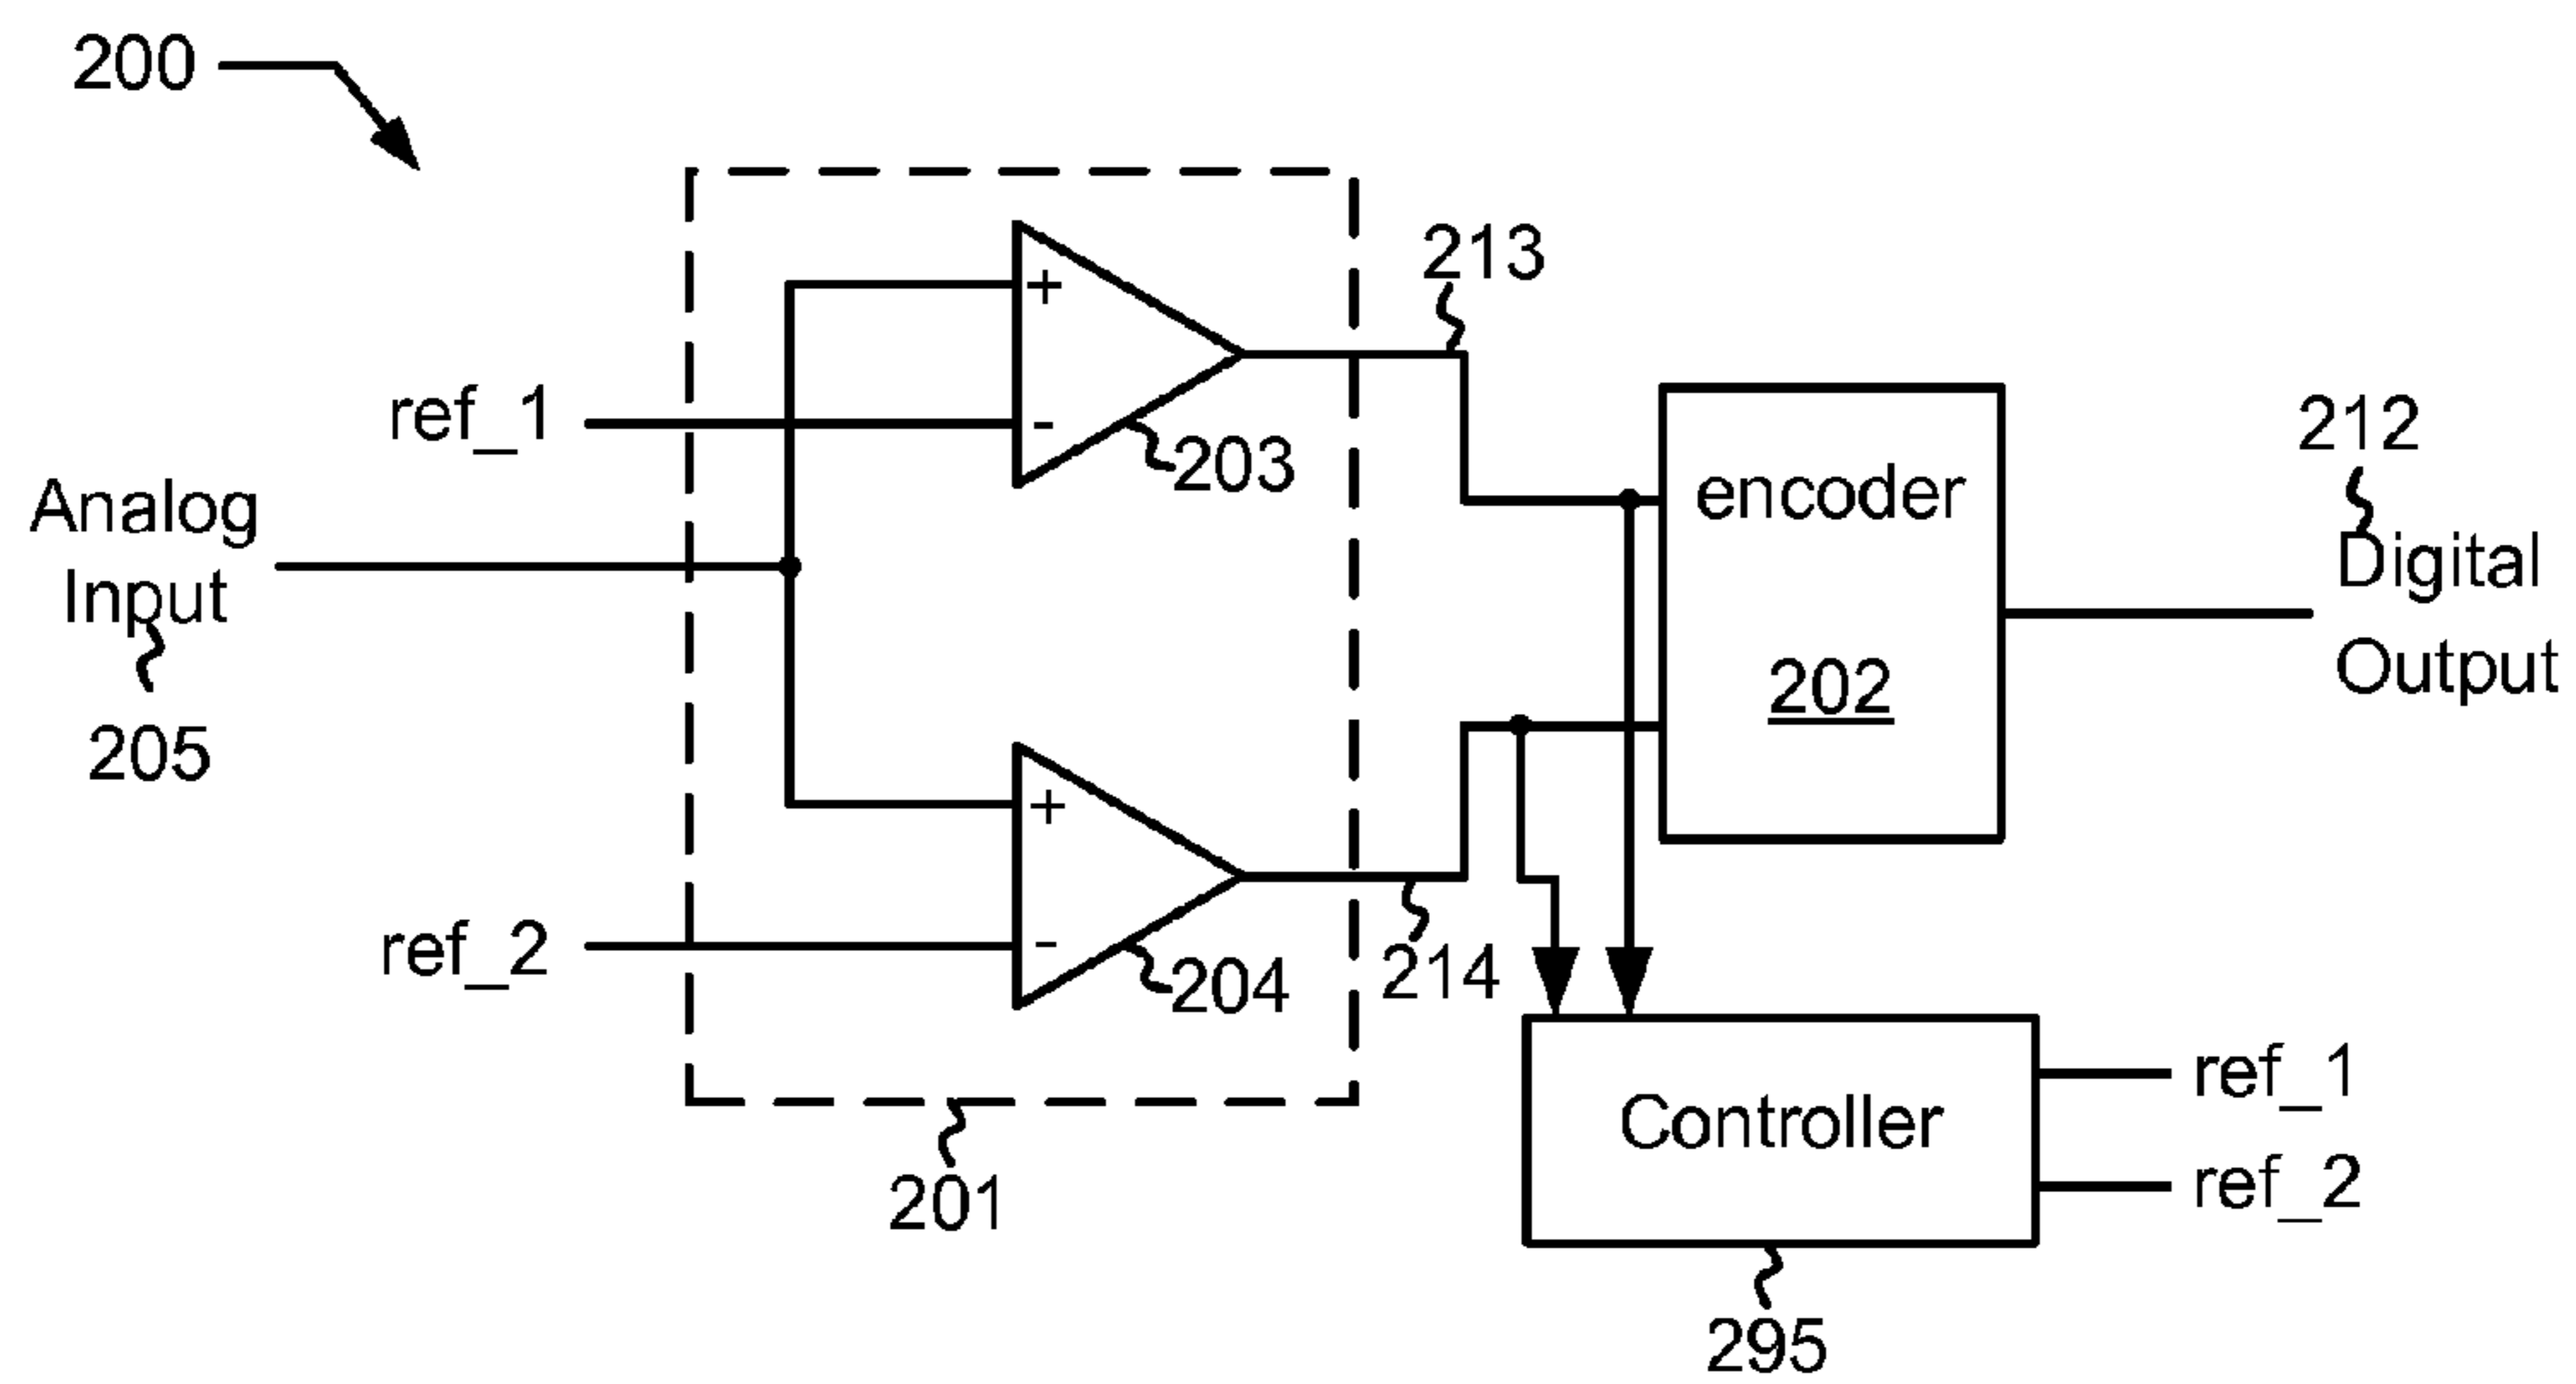 200
213
+
ref_1
-
203
Analog
Input
205
encoder
202
212
Digital
Output
+
ref_2
-
204
214
201
Controller
ref_1
ref_2
295